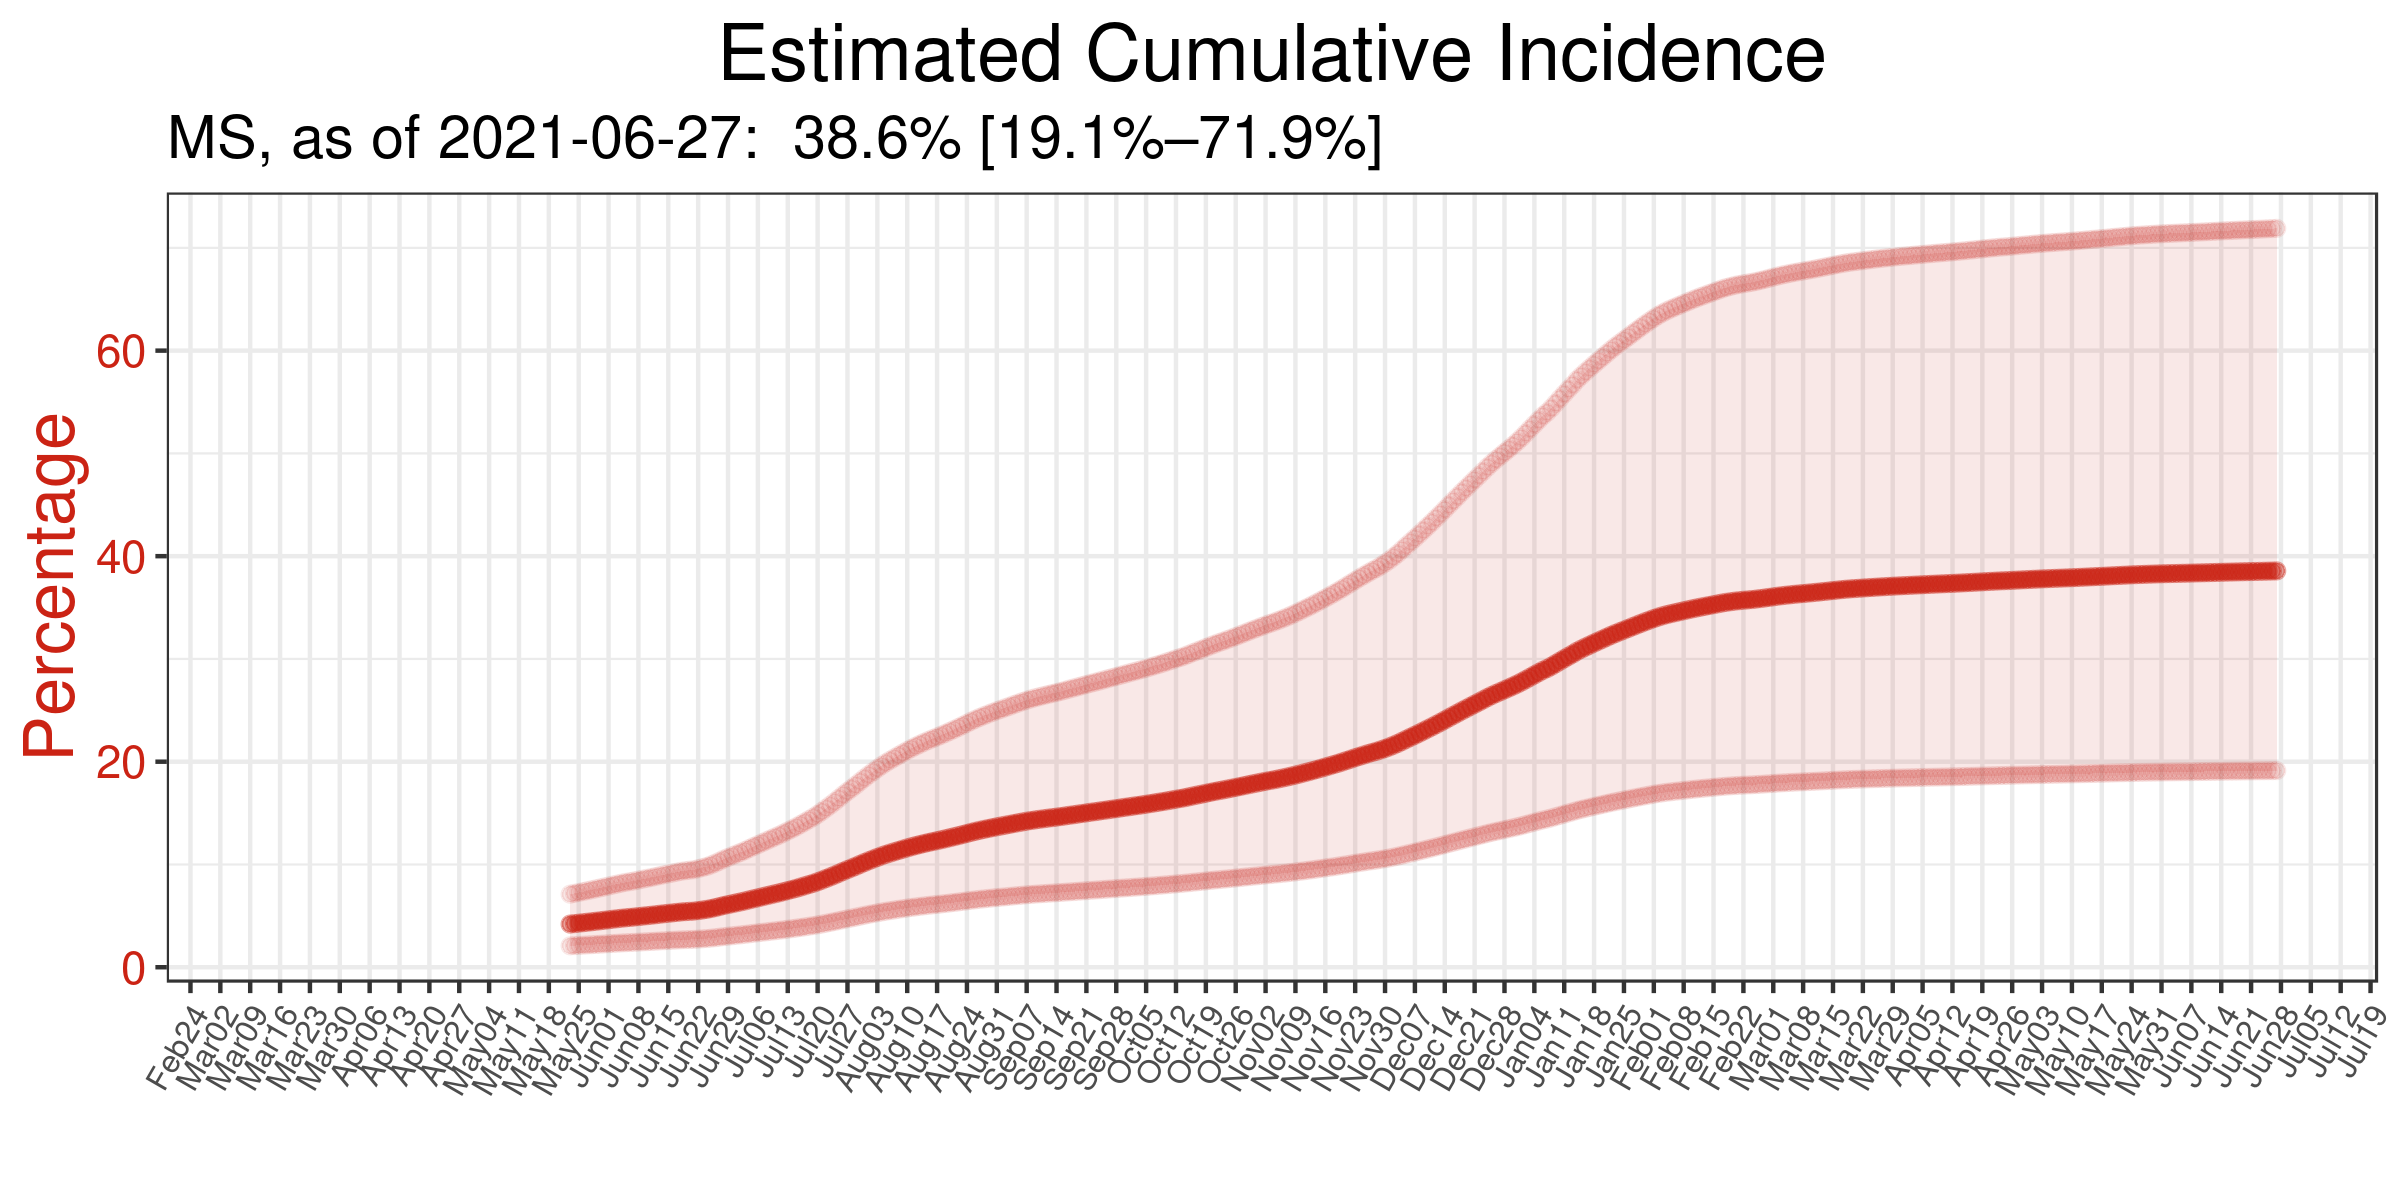 Estimated Cumulative Incidence
MS, as of 2021-06-27:  38.6% [19.1%–71.9%]
Percentage
60
40
20
0
Feb24
Mar02
Mar09
Mar16
Mar23
Mar30
Apr06
Apr13
Apr20
Apr27
May04
May11
May18
May25
Jun01
Jun08
Jun15
Jun22
Jun29
Jul06
Jul13
Jul20
Jul27
Aug03
Aug10
Aug17
Aug24
Aug31
Sep07
Sep14
Sep21
Sep28
Oct05
Oct12
Oct19
Oct26
Nov02
Nov09
Nov16
Nov23
Nov30
Dec07
Dec14
Dec21
Dec28
Jan04
Jan11
Jan18
Jan25
Feb01
Feb08
Feb15
Feb22
Mar01
Mar08
Mar15
Mar22
Mar29
Apr05
Apr12
Apr19
Apr26
May03
May10
May17
May24
May31
Jun07
Jun14
Jun21
Jun28
Jul05
Jul12
Jul19